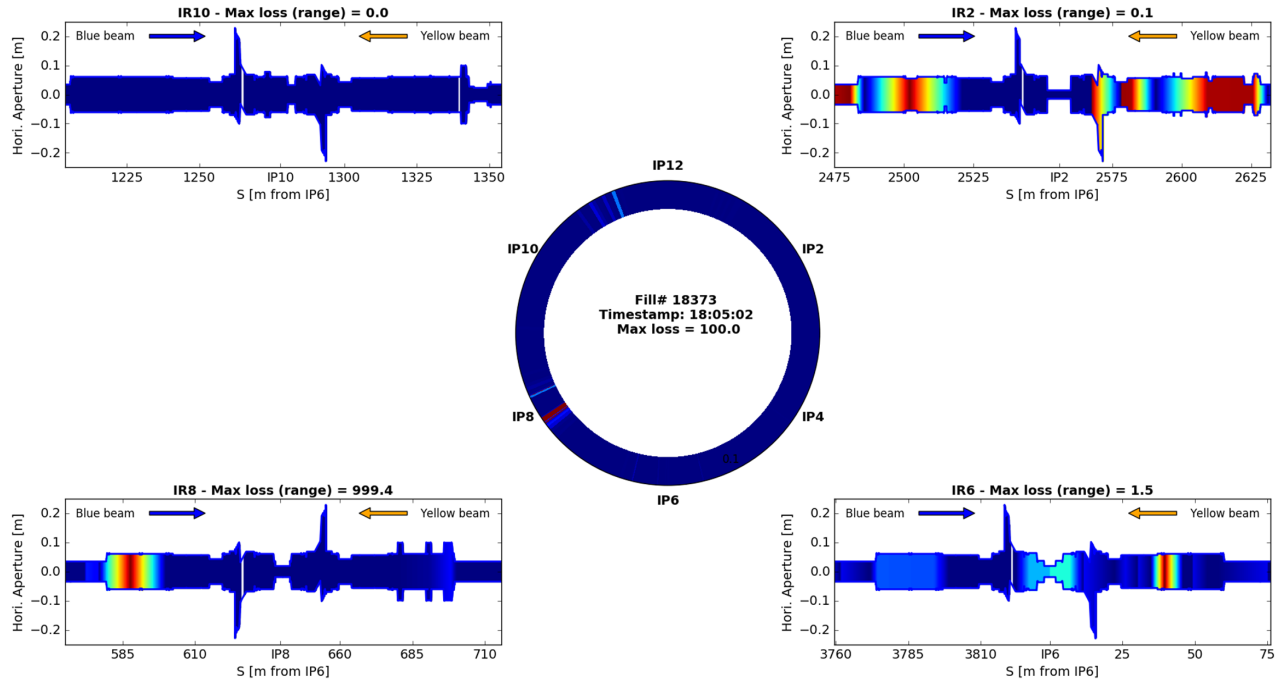 IR10 - Max loss (range) = 0.0
Blue beam
Yellow beam
Hori. Aperture [m]
0.2
0.1
0.0
−0.1
−0.2
1225 1250 IP10 1300 1325 1350
S [m from IP6]
IR2 - Max loss (range) = 0.1
Blue beam
Yellow beam
Hori. Aperture [m]
0.2
0.1
0.0
−0.1
−0.2
2475 2500 2525 IP2 2575 2600 2625
S [m from IP6]
IP12
IP10
IP2
Fill# 18373
Timestamp: 18:05:02
Max loss = 100.0
IP8
IP4
IP6
IR8 - Max loss (range) = 999.4
Blue beam
Yellow beam
Hori. Aperture [m]
0.2
0.1
0.0
−0.1
−0.2
585 610 IP8 660 685 710
S [m from IP6]
IR6 - Max loss (range) = 1.5
Blue beam
Yellow beam
Hori. Aperture [m]
0.2
0.1
0.0
−0.1
−0.2
3760 3785 3810 IP6 25 50 75
S [m from IP6]